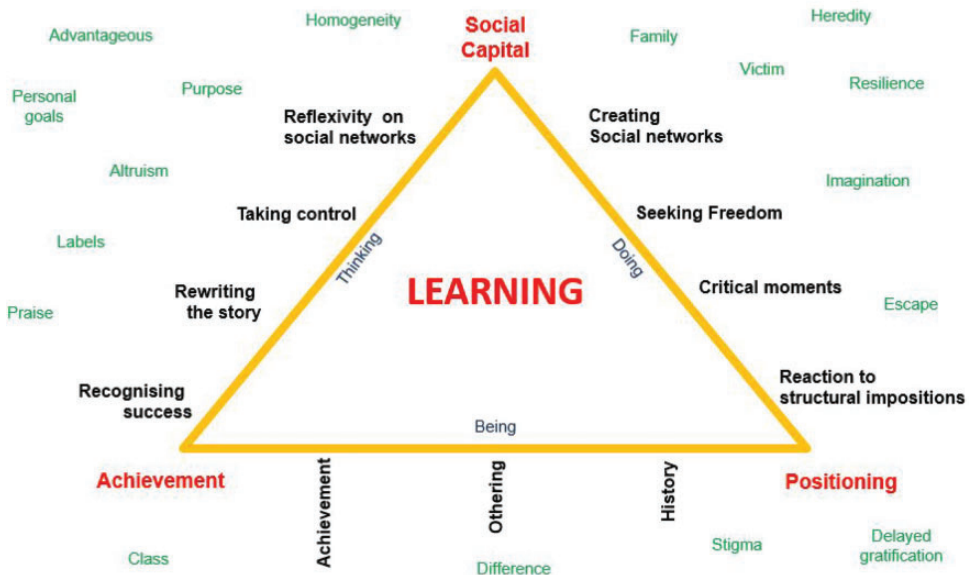 Homogeneity
Heredity
Advantageous
Social
Capital
Family
Victim
Resilience
Personal
goals
Purpose
Reflexivity on
social networks
Creating
Social networks
Altruism
Imagination
Taking control
Seeking Freedom
Labels
Thinking
Doing
LEARNING
Rewriting
the story
Critical moments
Praise
Escape
Recognising
success
Reaction to
structural impositions
Being
Achievement
Achievement
Othering
History
Positioning
Class
Difference
Stigma
Delayed
gratification